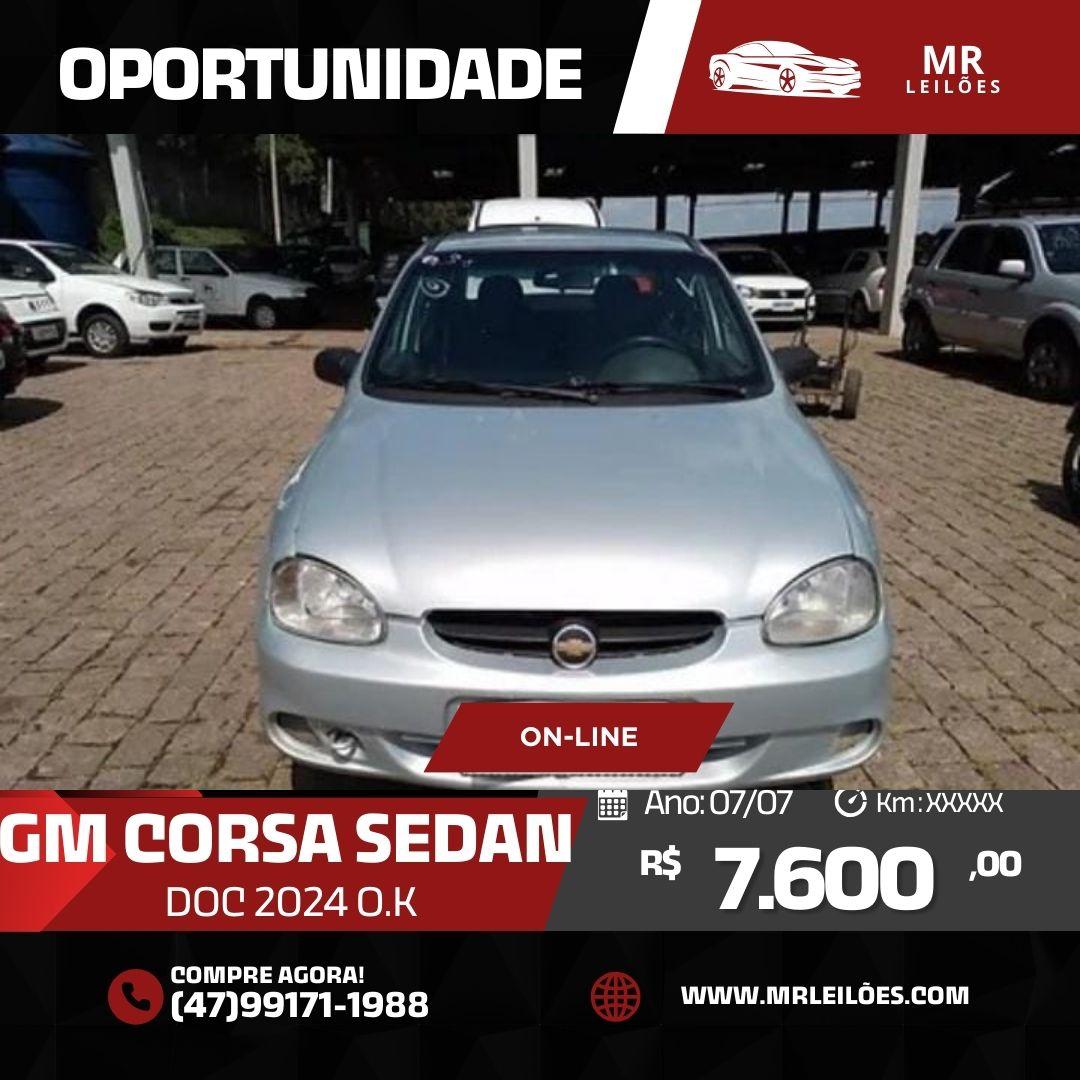 OPORTUNIDADE
MR
LEILÕES
ON-LINE
Ano: 07/07
Km: XXXXX
GM CORSA SEDAN
DOC 2024 O.K
R$ 7.600 ,00
COMPRE AGORA!
(47)99171-1988
WWW.MRLEILÕES.COM